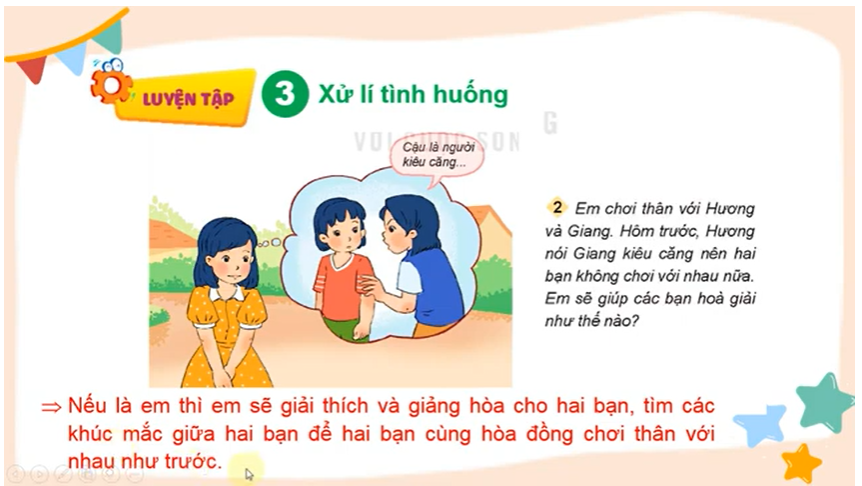 LUYỆN TẬP
3 Xử lí tình huống
Cậu là người
kiêu căng...
2 Em chơi thân với Hương
và Giang. Hôm trước, Hương
nói Giang kiêu căng nên hai
bạn không chơi với nhau nữa.
Em sẽ giúp các bạn hoà giải
như thế nào?
⇒ Nếu là em thì em sẽ giải thích và giảng hòa cho hai bạn, tìm các
khúc mắc giữa hai bạn để hai bạn cùng hòa đồng chơi thân với
nhau như trước.